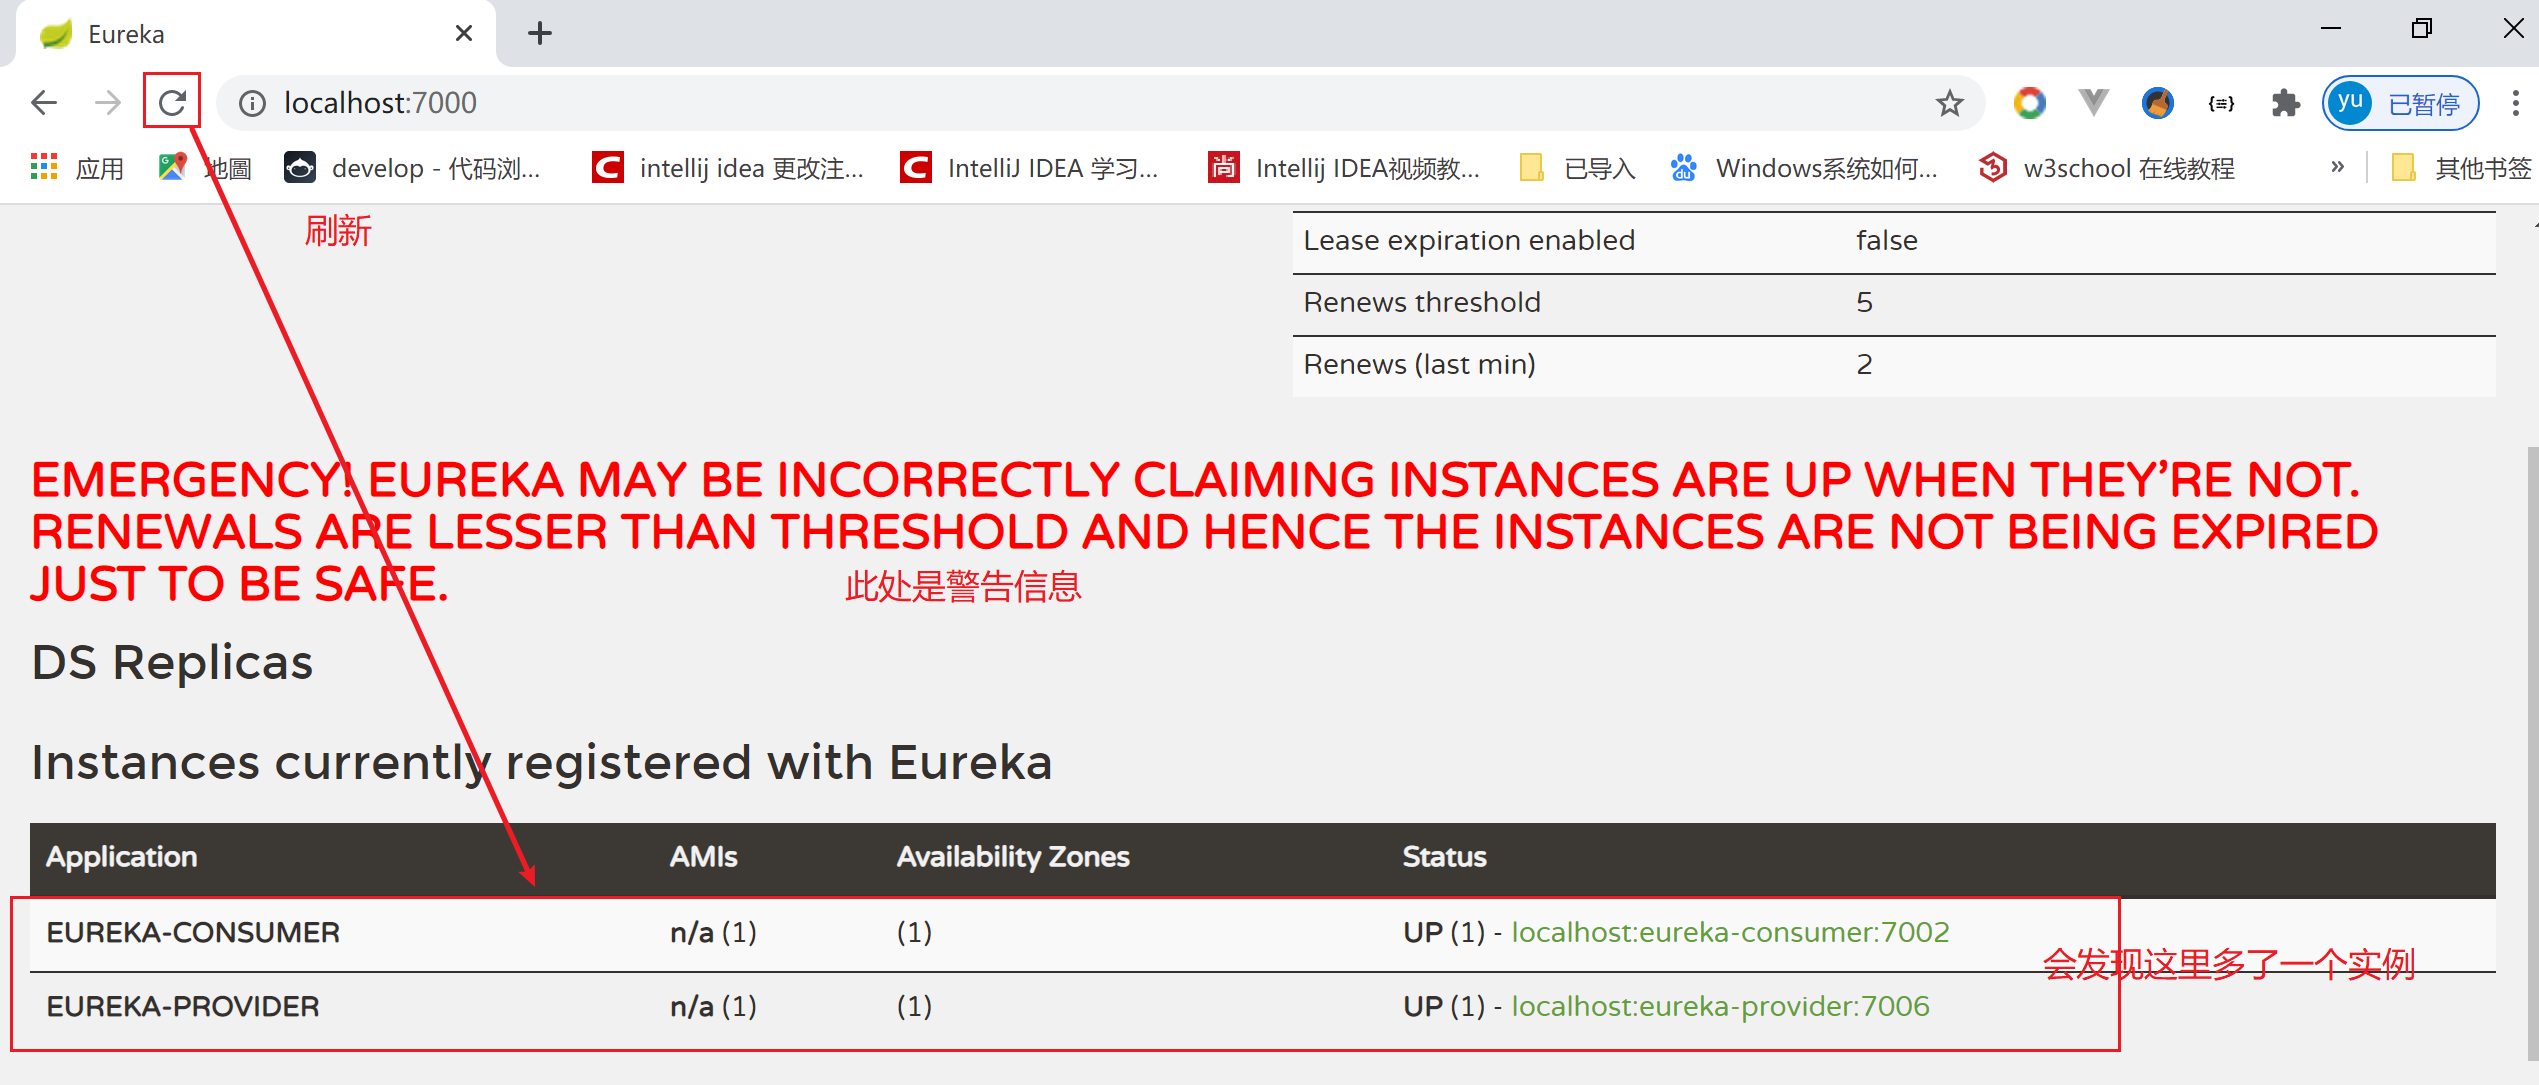 Eureka
localhost:7000
yu 已暂停
应用
地圖
develop - 代码浏...
intellij idea 更改注...
IntelliJ IDEA 学习...
尚
Intellij IDEA视频教...
已导入
du
Windows系统如何...
w3school 在线教程
»
其他书签
刷新
Lease expiration enabled false
Renews threshold 5
Renews (last min) 2
EMERGENCY! EUREKA MAY BE INCORRECTLY CLAIMING INSTANCES ARE UP WHEN THEY’RE NOT.
RENEWALS ARE LESSER THAN THRESHOLD AND HENCE THE INSTANCES ARE NOT BEING EXPIRED
JUST TO BE SAFE.
此处是警告信息
DS Replicas
Instances currently registered with Eureka
Application AMIs Availability Zones Status
EUREKA-CONSUMER n/a (1) (1) UP (1) - localhost:eureka-consumer:7002
会发现这里多了一个实例
EUREKA-PROVIDER n/a (1) (1) UP (1) - localhost:eureka-provider:7006